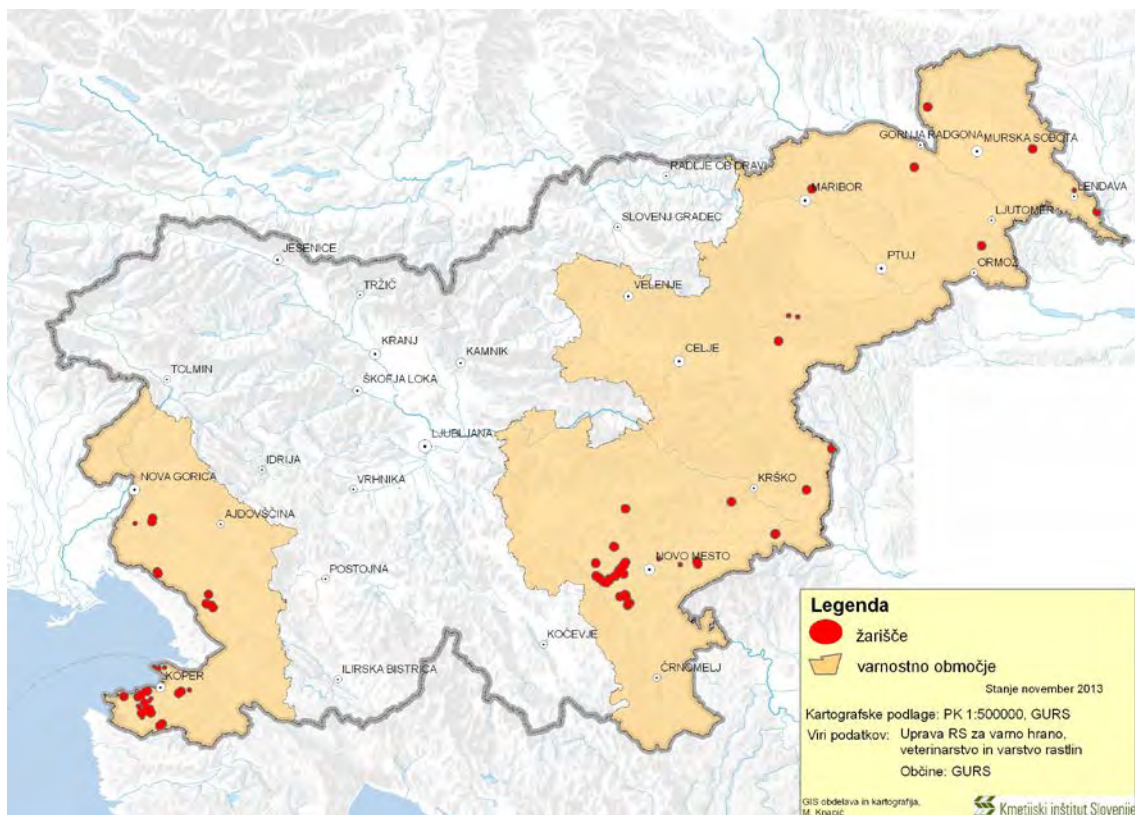 GORNJA RADGONA
MURSKA SOBOTA
RADLJE OB DRAVI
LENDAVA
MARIBOR
SLOVENJ GRADEC
LJUTOMER
JESENICE
PTUJ
ORMOŽ
TRŽIČ
VELENJE
KRANJ
KAMNIK
CELJE
TOLMIN
ŠKOFJA LOKA
LJUBLJANA
IDRIJA
NOVA GORICA
VRHNIKA
KRŠKO
AJDOVŠČINA
NOVO MESTO
POSTOJNA
KOČEVJE
KOPER
ILIRSKA BISTRICA
ČRNOMELJ
Legenda
žarišče
varnostno območje
Stanje november 2013
Kartografske podlage: PK 1:500000, GURS
Viri podatkov: Uprava RS za varno hrano,
veterinarstvo in varstvo rastlin
Občine: GURS
GIS obdelava in kartografija,
M. Knapič
Kmetijski inštitut Slovenije